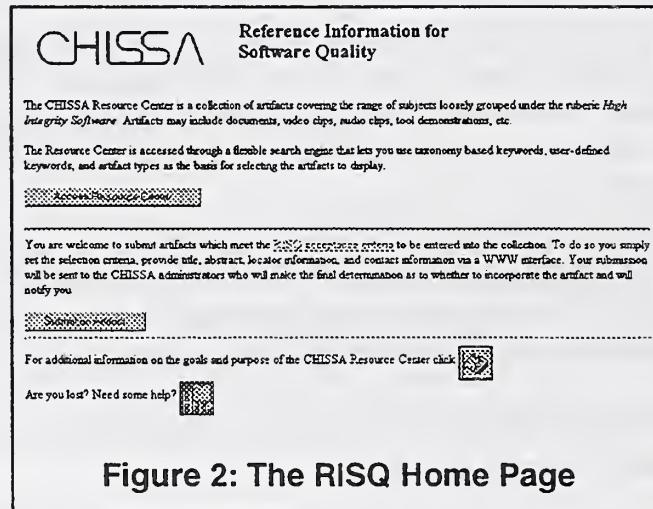 CHISSA
Reference Information for
Software Quality
The CHISSA Resource Center is a collection of artifacts covering the range of subjects loosely grouped under the ruberic High
Integrity Software. Artifacts may include documents, video clips, audio clips, tool demonstrations, etc.
The Resource Center is accessed through a flexible search engine that lets you use taxonomy based keywords, user-defined
keywords, and artifact types as the basis for selecting the artifacts to display.
Access Resource Center
You are welcome to submit artifacts which meet the RISQ acceptance criteria to be entered into the collection. To do so you simply
set the selection criteria, provide title, abstract, locator information, and contact information via a WWW interface. Your submission
will be sent to the CHISSA administrators who will make the final determination as to whether to incorporate the artifact and will
notify you
Submit an artifact
For additional information on the goals and purpose of the CHISSA Resource Center click
Are you lost? Need some help?
Figure 2: The RISQ Home Page